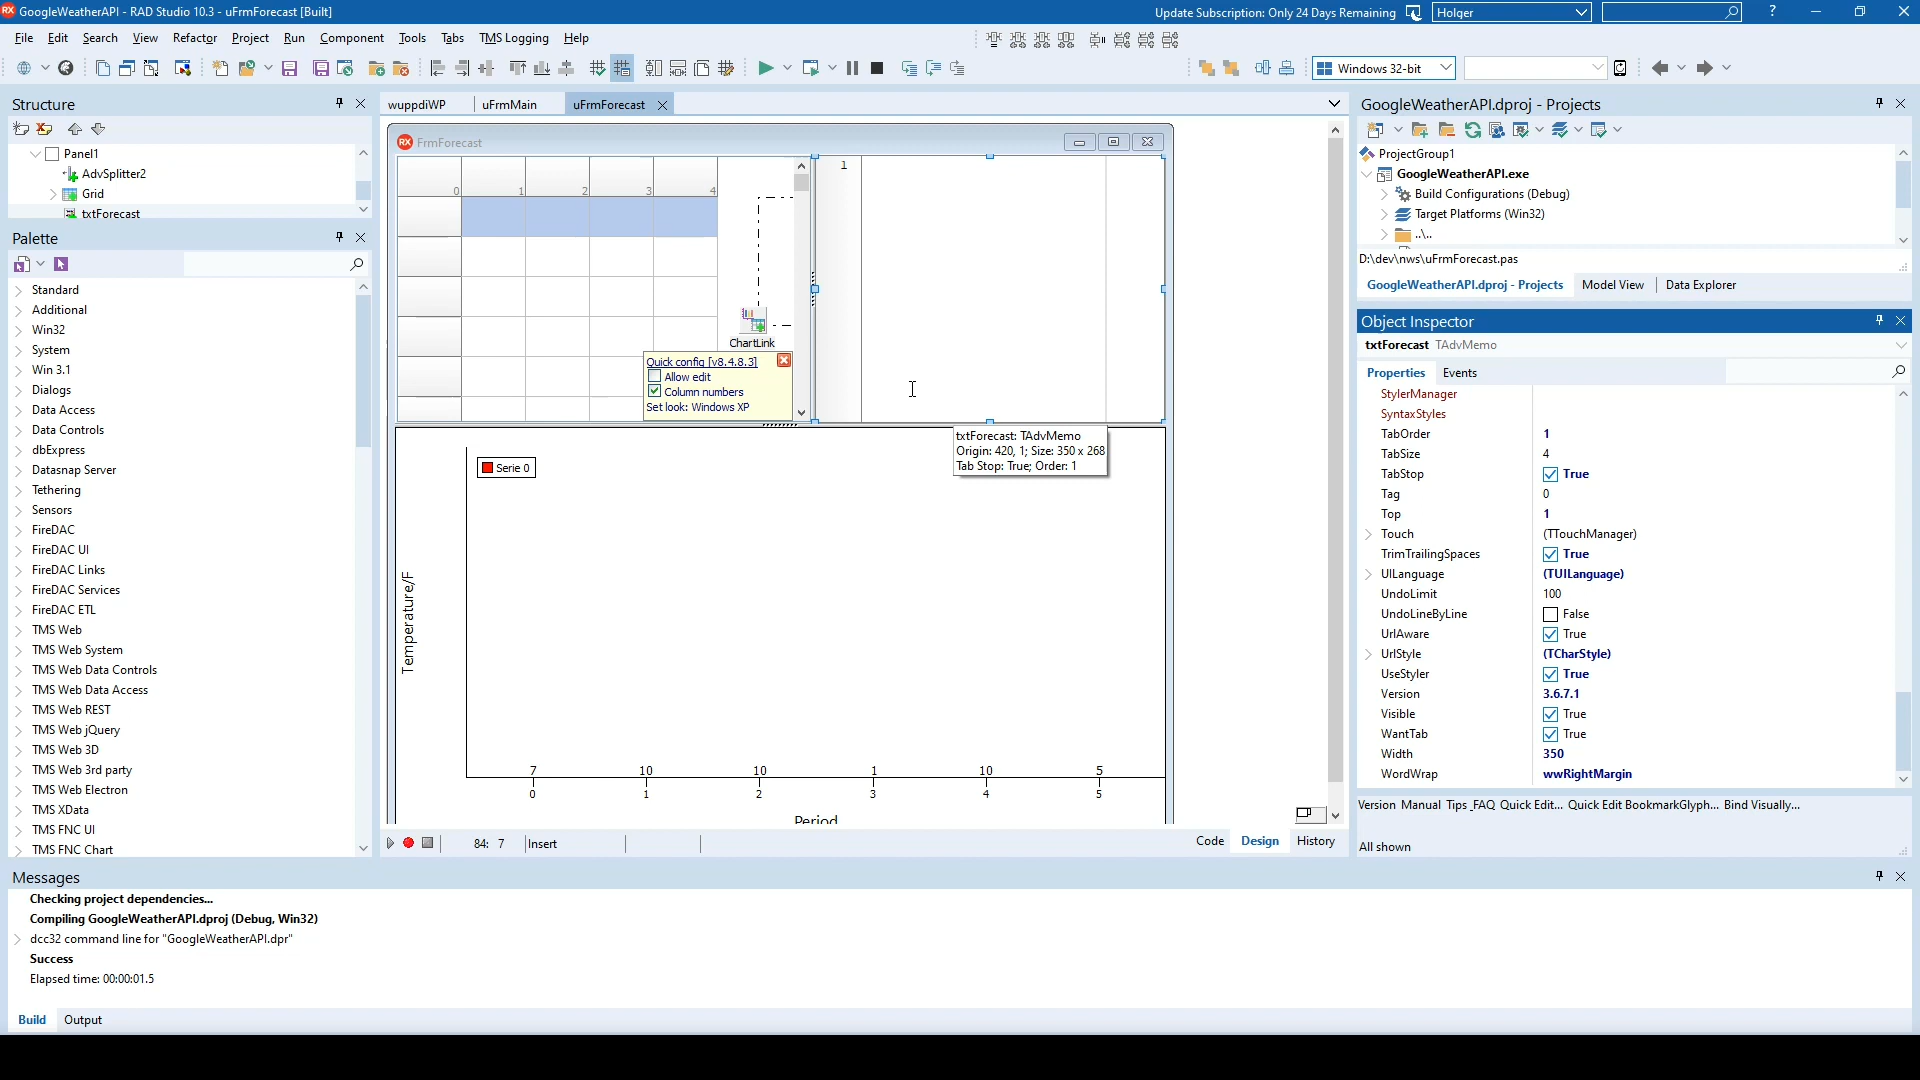 GoogleWeatherAPI - RAD Studio 10.3 - uFrmForecast [Built]
Update Subscription: Only 24 Days Remaining
Holger
?
File Edit Search View Refactor Project Run Component Tools Tabs TMS Logging Help
Windows 32-bit
Structure
Panel1
AdvSplitter2
Grid
txtForecast
Palette
Standard
Additional
Win32
System
Win 3.1
Dialogs
Data Access
Data Controls
dbExpress
Datasnap Server
Tethering
Sensors
FireDAC
FireDAC UI
FireDAC Links
FireDAC Services
FireDAC ETL
TMS Web
TMS Web System
TMS Web Data Controls
TMS Web Data Access
TMS Web REST
TMS Web jQuery
TMS Web 3D
TMS Web 3rd party
TMS Web Electron
TMS XData
TMS FNC UI
TMS FNC Chart
wuppdiWP uFrmMain uFrmForecast
RX FrmForecast
0 1 2 3 4
1
ChartLink
Quick config [v8.4.8.3]
Allow edit
Column numbers
Set look: Windows XP
txtForecast: TAdvMemo
Origin: 420, 1; Size: 350 x 268
Tab Stop: True; Order: 1
Serie 0
Temperature/F
7 10 10 1 10 5
0 1 2 3 4 5
Period
84: 7 Insert
Code Design History
GoogleWeatherAPI.dproj - Projects
ProjectGroup1
GoogleWeatherAPI.exe
Build Configurations (Debug)
Target Platforms (Win32)
..\..
D:\dev\nws\uFrmForecast.pas
GoogleWeatherAPI.dproj - Projects Model View Data Explorer
Object Inspector
txtForecast TAdvMemo
Properties Events
StylerManager
SyntaxStyles
TabOrder 1
TabSize 4
TabStop True
Tag 0
Top 1
Touch (TTouchManager)
TrimTrailingSpaces True
UILanguage (TUILanguage)
UndoLimit 100
UndoLineByLine False
UrlAware True
UrlStyle (TCharStyle)
UseStyler True
Version 3.6.7.1
Visible True
WantTab True
Width 350
WordWrap wwRightMargin
Version Manual Tips_FAQ Quick Edit... Quick Edit BookmarkGlyph... Bind Visually...
All shown
Messages
Checking project dependencies...
Compiling GoogleWeatherAPI.dproj (Debug, Win32)
dcc32 command line for "GoogleWeatherAPI.dpr"
Success
Elapsed time: 00:00:01.5
Build Output